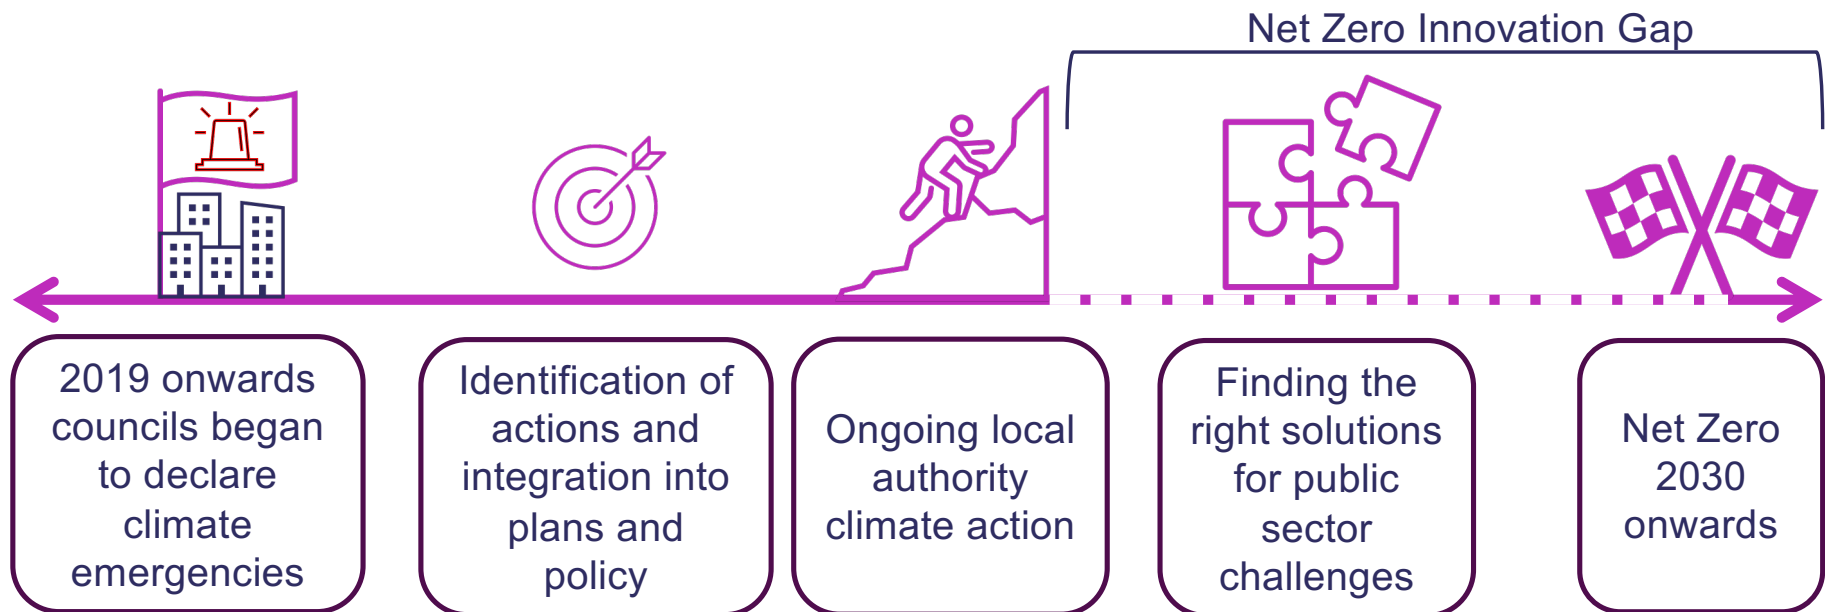 Net Zero Innovation Gap
2019 onwards
councils began
to declare
climate
emergencies
Identification of
actions and
integration into
plans and
policy
Ongoing local
authority
climate action
Finding the
right solutions
for public
sector
challenges
Net Zero
2030
onwards